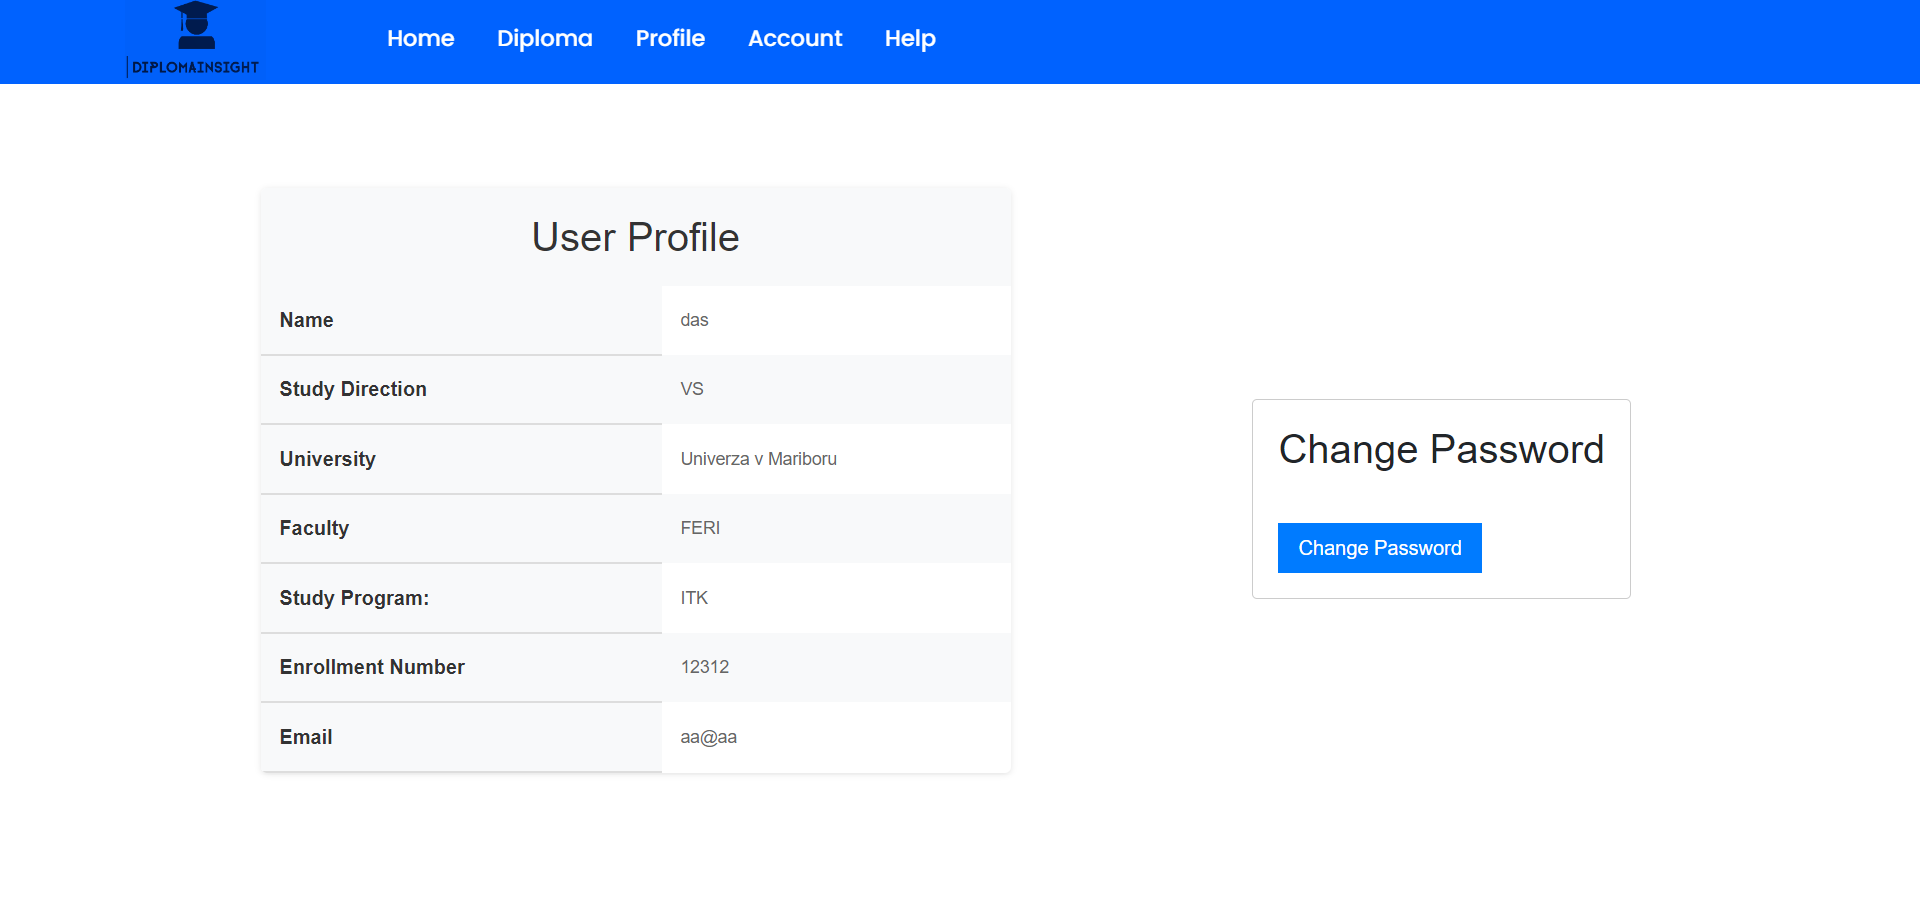 DIPLOMAINSIGHT
Home Diploma Profile Account Help
User Profile
Name das
Study Direction VS
University Univerza v Mariboru
Faculty FERI
Study Program: ITK
Enrollment Number 12312
Email aa@aa
Change Password
Change Password